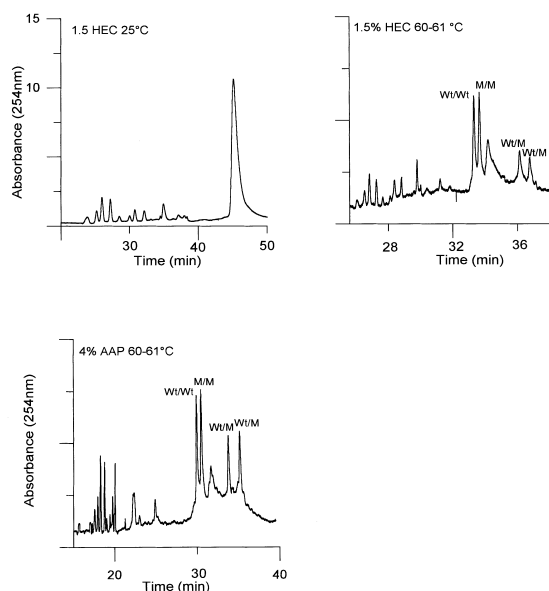 15
1.5 HEC 25°C
10
Absorbance (254nm)
30
40
50
Time (min)
1.5% HEC 60-61 °C
M/M
Wt/Wt
Wt/M
Wt/M
28
32
36
Time (min)
4% AAP 60-61°C
M/M
Wt/Wt
Wt/M
Wt/M
Absorbance (254nm)
20
30
40
Time (min)